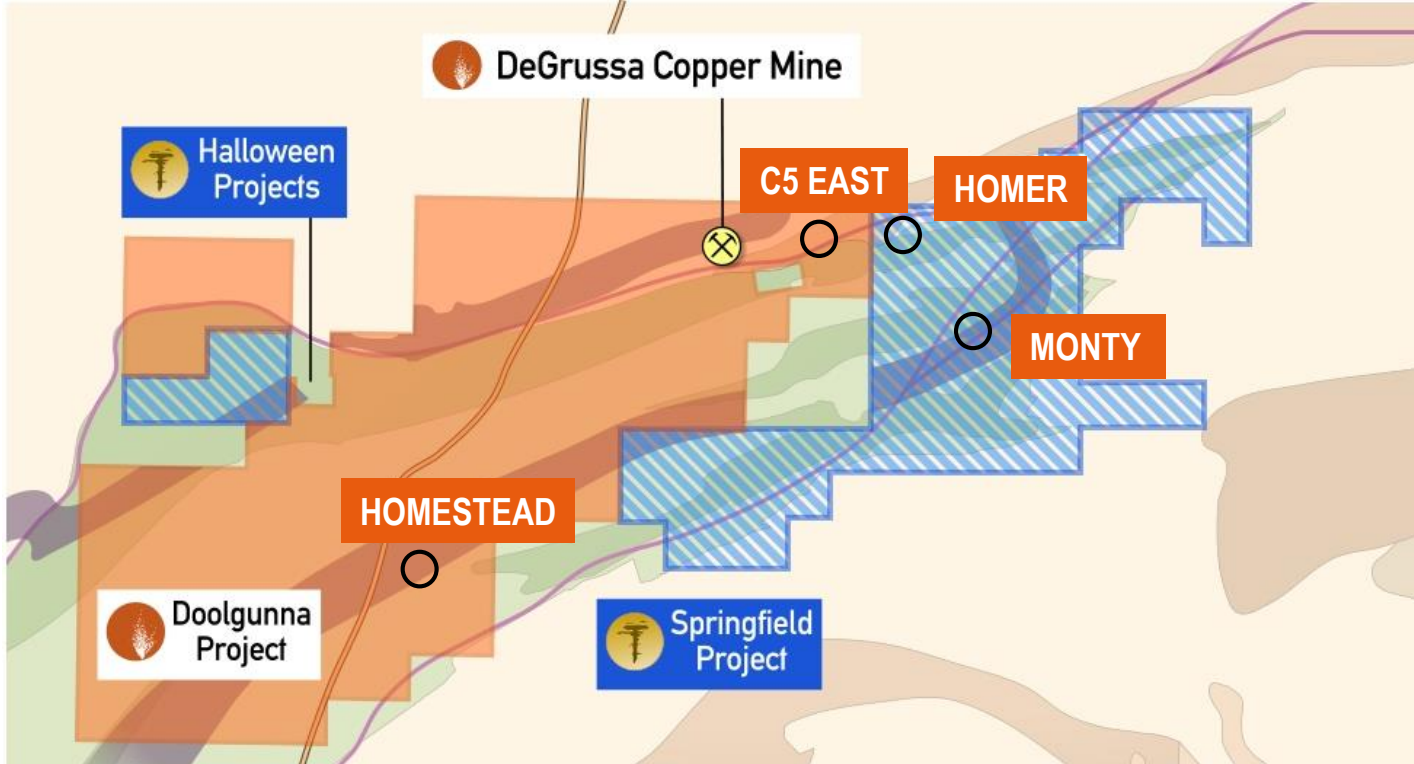 DeGrussa Copper Mine
Halloween
Projects
C5 EAST
HOMER
MONTY
HOMESTEAD
Doolgunna
Project
Springfield
Project